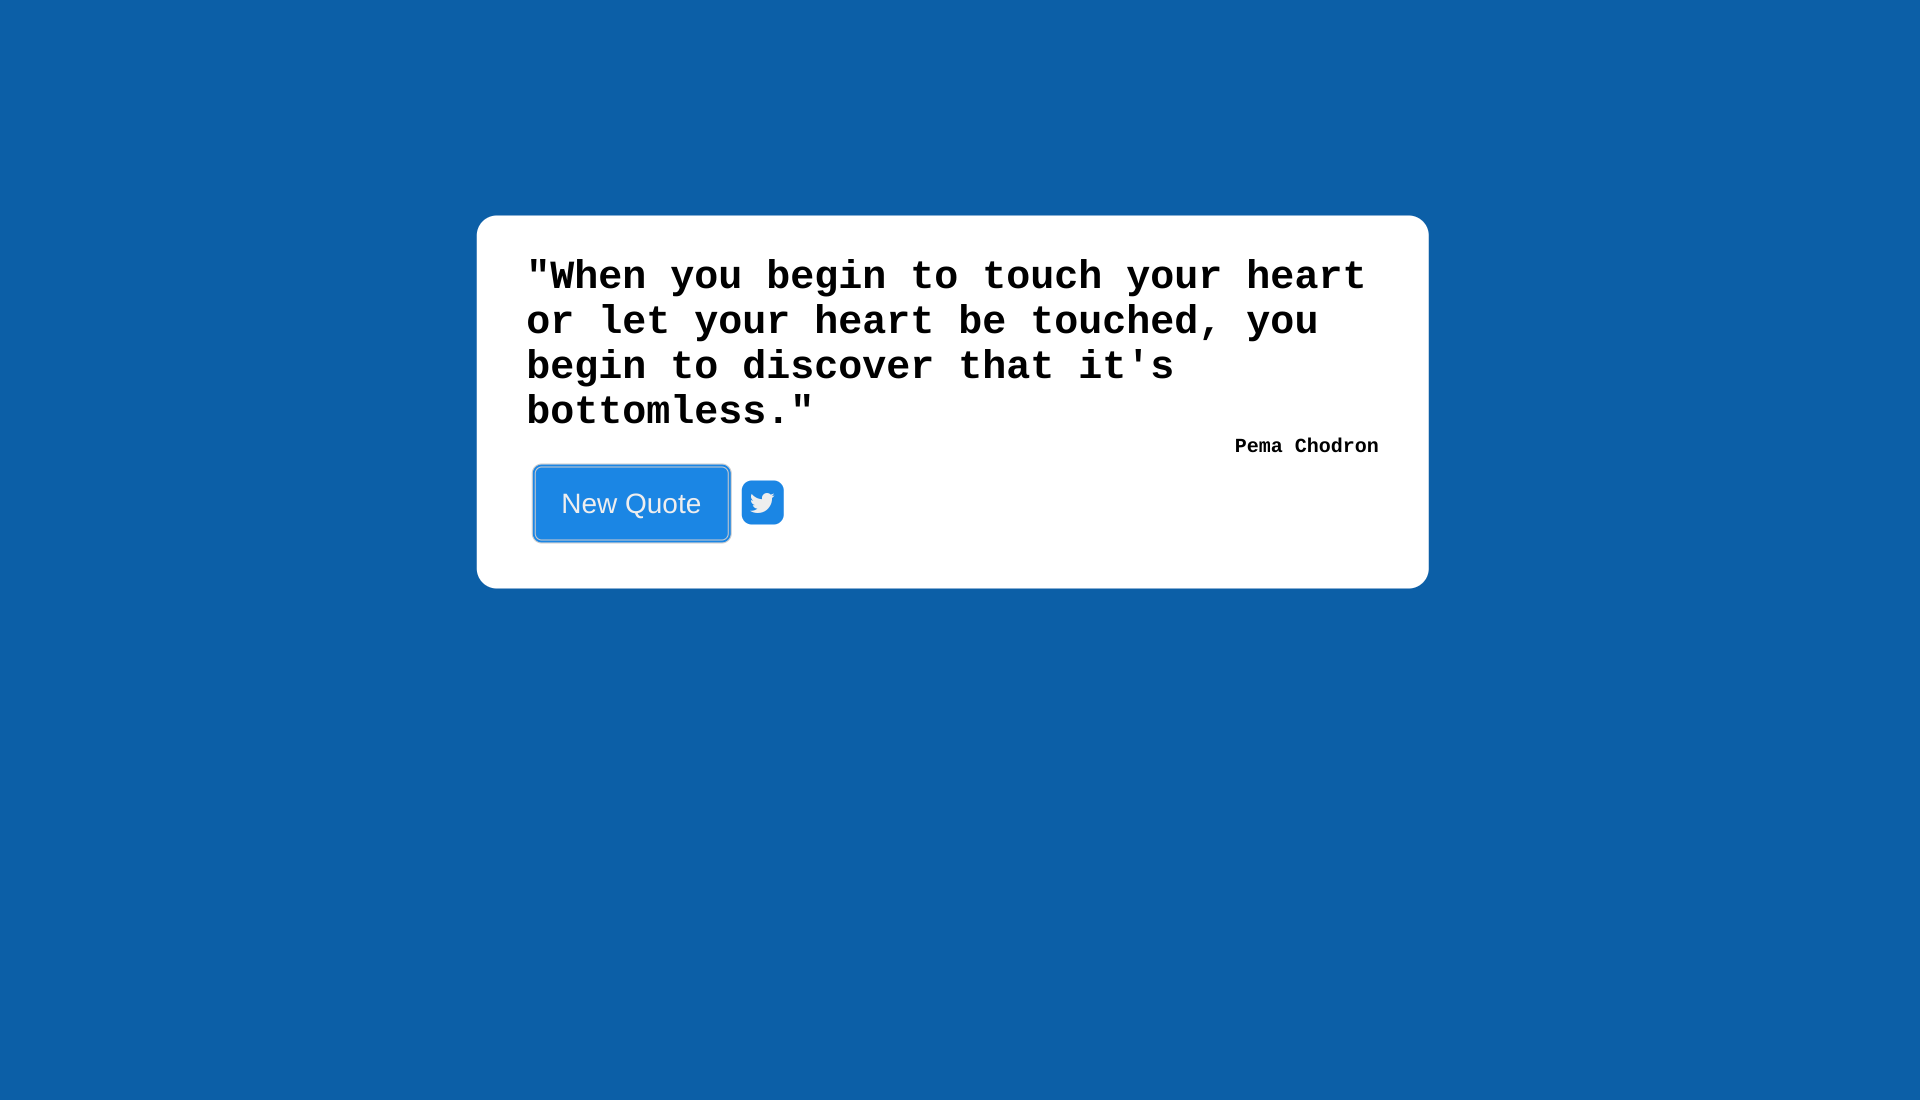 "When you begin to touch your heart
or let your heart be touched, you
begin to discover that it's
bottomless."
Pema Chodron
New Quote